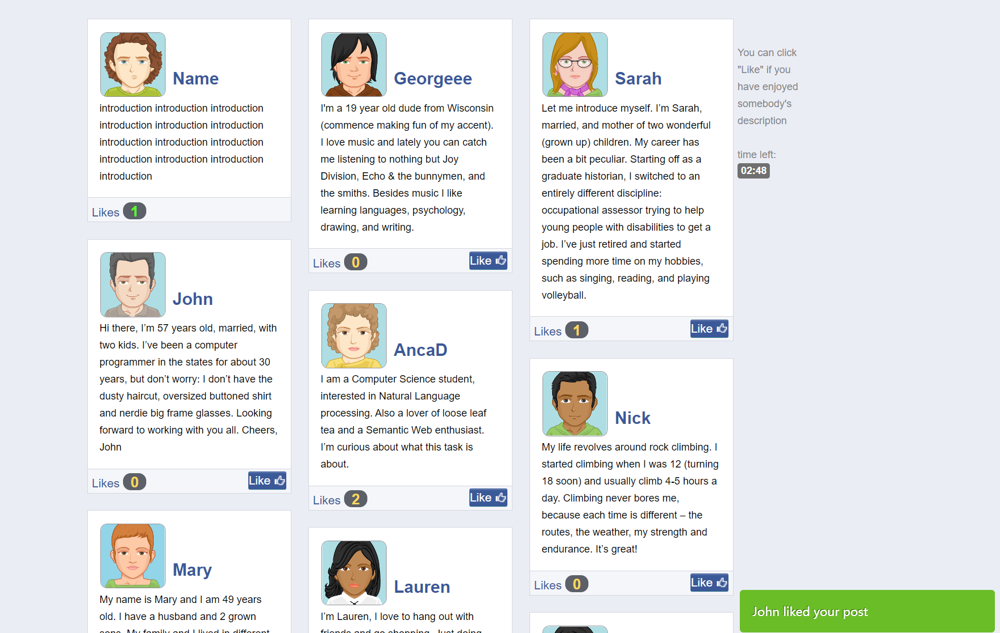 Name
introduction introduction introduction
introduction introduction introduction
introduction introduction introduction
introduction introduction introduction
introduction
Likes 1
John
Hi there, I’m 57 years old, married, with
two kids. I’ve been a computer
programmer in the states for about 30
years, but don’t worry: I don’t have the
dusty haircut, oversized buttoned shirt
and nerdie big frame glasses. Looking
forward to working with you all. Cheers,
John
Likes 0 Like
Mary
My name is Mary and I am 49 years
old. I have a husband and 2 grown
sons. My family and I lived in different
Georgeee
I'm a 19 year old dude from Wisconsin
(commence making fun of my accent).
I love music and lately you can catch
me listening to nothing but Joy
Division, Echo & the bunnymen, and
the smiths. Besides music I like
learning languages, psychology,
drawing, and writing.
Likes 0 Like
AncaD
I am a Computer Science student,
interested in Natural Language
processing. Also a lover of loose leaf
tea and a Semantic Web enthusiast.
I’m curious about what this task is
about.
Likes 2 Like
Lauren
I’m Lauren, I love to hang out with
friends and go shopping. Just doing
Sarah
Let me introduce myself. I’m Sarah,
married, and mother of two wonderful
(grown up) children. My career has
been a bit peculiar. Starting off as a
graduate historian, I switched to an
entirely different discipline:
occupational assessor trying to help
young people with disabilities to get a
job. I’ve just retired and started
spending more time on my hobbies,
such as singing, reading, and playing
volleyball.
Likes 1 Like
Nick
My life revolves around rock climbing. I
started climbing when I was 12 (turning
18 soon) and usually climb 4-5 hours a
day. Climbing never bores me,
because each time is different – the
routes, the weather, my strength and
endurance. It’s great!
Likes 0 Like
You can click
"Like" if you
have enjoyed
somebody's
description
time left:
02:48
John liked your post